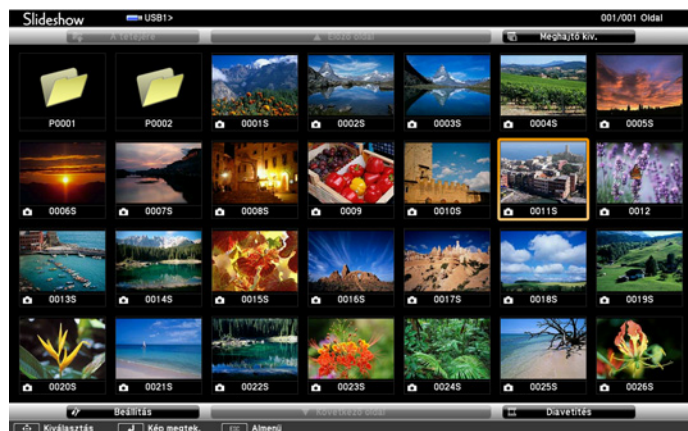 Slideshow USB1> 001/001 Oldal
A tetejére Előző oldal Meghajtó kiv.
P0001 P0002 0001S 0002S 0003S 0004S 0005S
0006S 0007S 0008S 0009 0010S 0011S 0012
0013S 0014S 0015S 0016S 0017S 0018S 0019S
0020S 0021S 0022S 0023S 0024S 0025S 0026S
Beállítás Következő oldal Diavetítés
Kiválasztás Kép megtek. Esc Almenü